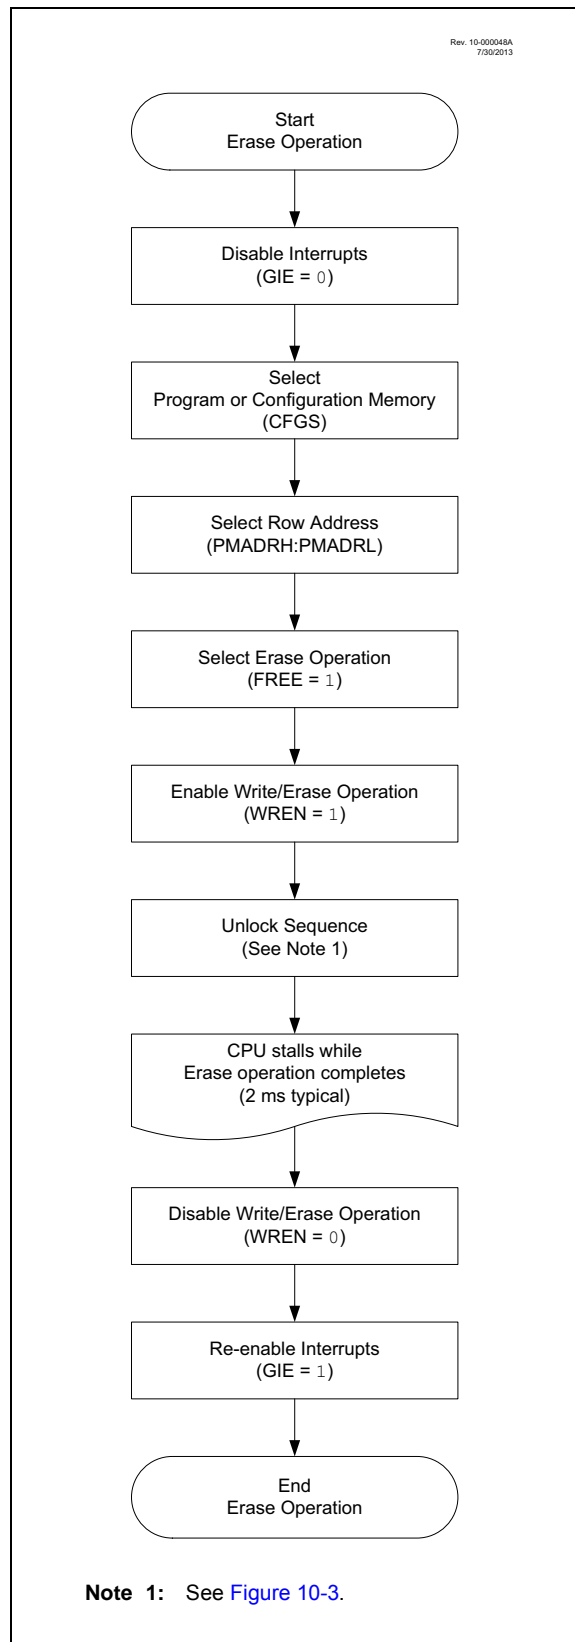 Rev. 10-000048A
7/30/2013
Start
Erase Operation
Disable Interrupts
(GIE = 0)
Select
Program or Configuration Memory
(CFGS)
Select Row Address
(PMADRH:PMADRL)
Select Erase Operation
(FREE = 1)
Enable Write/Erase Operation
(WREN = 1)
Unlock Sequence
(See Note 1)
CPU stalls while
Erase operation completes
(2 ms typical)
Disable Write/Erase Operation
(WREN = 0)
Re-enable Interrupts
(GIE = 1)
End
Erase Operation
Note 1: See Figure 10-3.